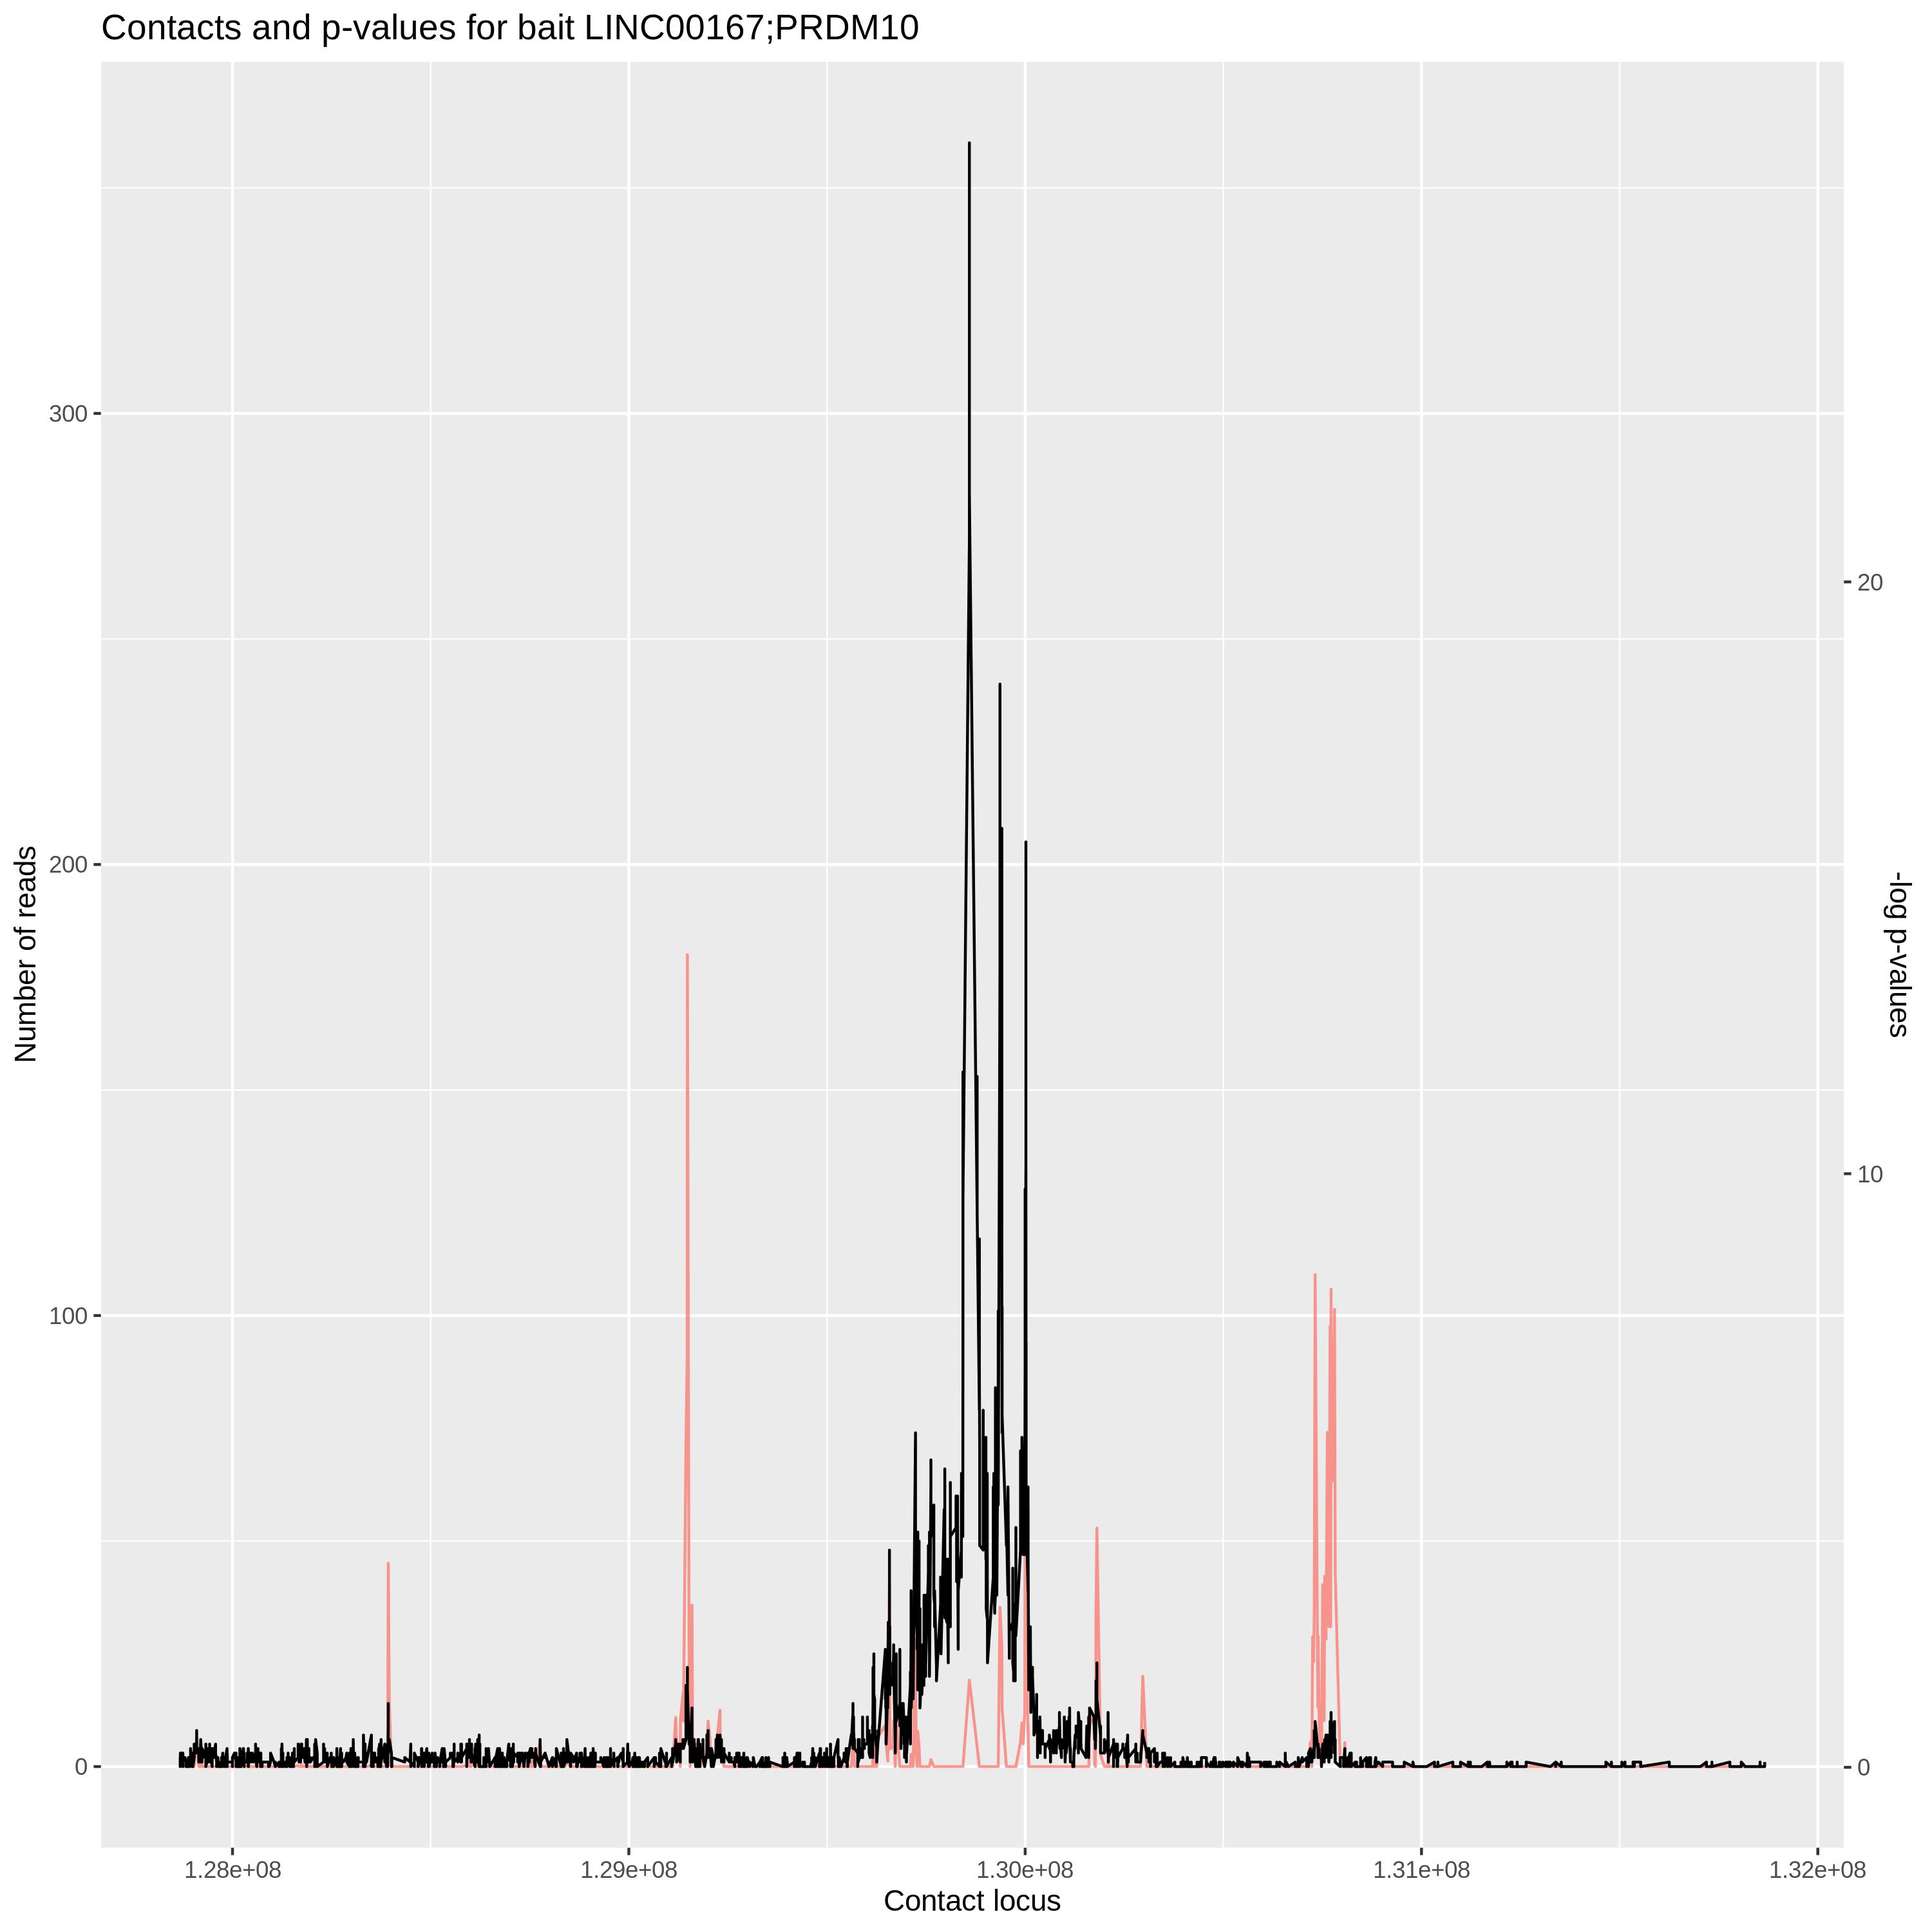 Contacts and p-values for bait LINC00167;PRDM10
Number of reads
300
200
100
0
20
10
0
-log p-values
1.28e+08
1.29e+08
1.30e+08
1.31e+08
1.32e+08
Contact locus